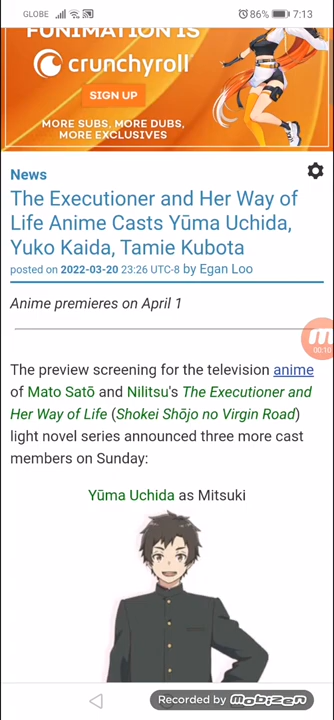 GLOBE 86% 7:13
FUNIMATION IS
crunchyroll
SIGN UP
MORE SUBS, MORE DUBS,
MORE EXCLUSIVES
News
The Executioner and Her Way of
Life Anime Casts Yūma Uchida,
Yuko Kaida, Tamie Kubota
posted on 2022-03-20 23:26 UTC-8 by Egan Loo
Anime premieres on April 1
00:10
The preview screening for the television anime
of Mato Satō and Nilitsu's The Executioner and
Her Way of Life (Shokei Shōjo no Virgin Road)
light novel series announced three more cast
members on Sunday:
Yūma Uchida as Mitsuki
Recorded by mobizen